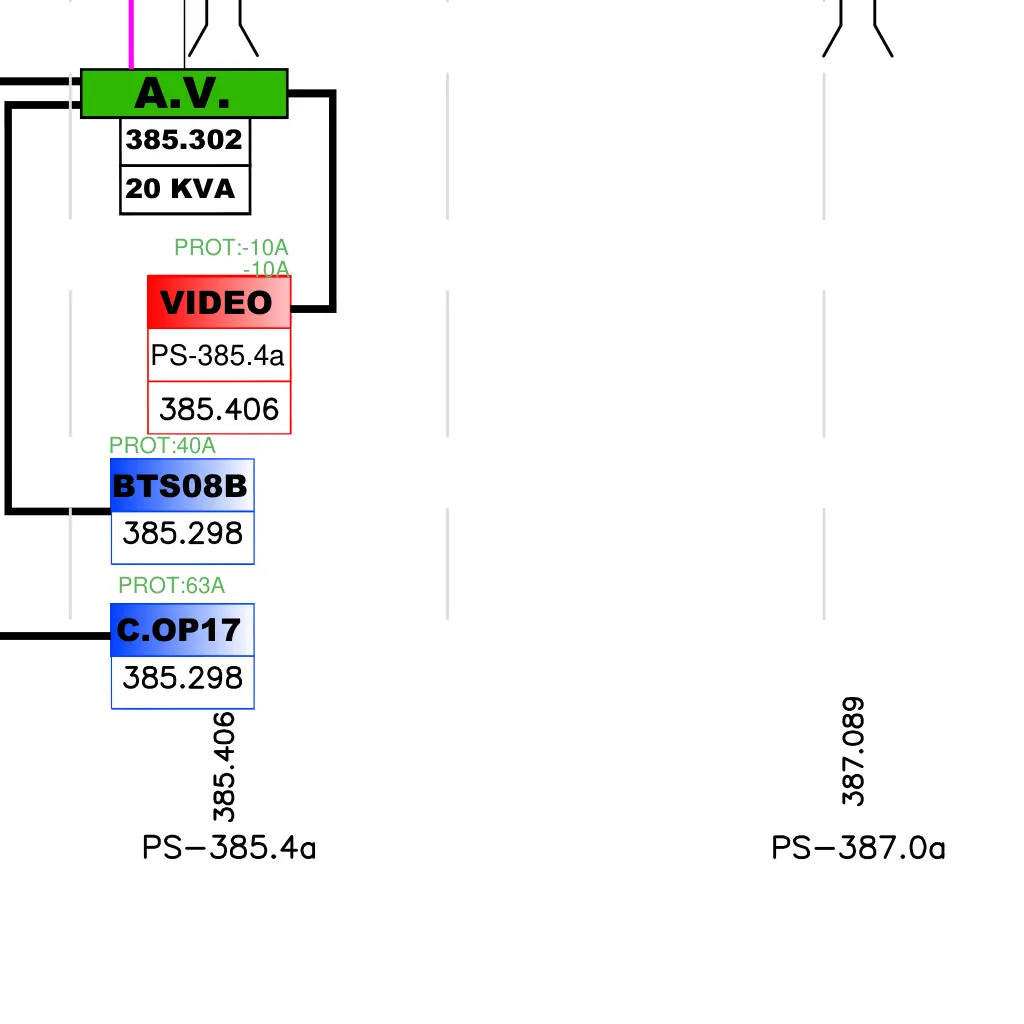 A.V.
385.302
20 KVA
PROT:-10A
-10A
VIDEO
PS-385.4a
385.406
PROT:40A
BTS08B
385.298
PROT:63A
C.OP17
385.298
385.406
PS-385.4a
387.089
PS-387.0a